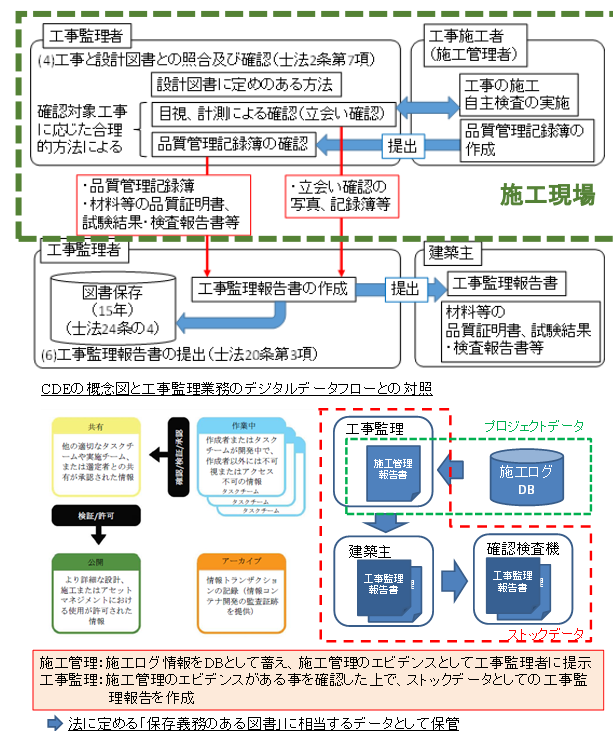 工事監理者
(4)工事と設計図書との照合及び確認(士法2条第7項)
設計図書に定めのある方法
確認対象工事
に応じた合理
的方法による
目視、計測による確認(立会い確認)
品質管理記録簿の確認
工事施工者
(施工管理者)
工事の施工
自主検査の実施
品質管理記録簿の
作成
提出
・品質管理記録簿
・材料等の品質証明書、
試験結果・検査報告書等
・立会い確認の
写真、記録簿等
施工現場
工事監理者
図書保存
(15年)
(士法24条の4)
工事監理報告書の作成
(6)工事監理報告書の提出(士法20条第3項)
提出
建築主
工事監理報告書
材料等の
品質証明書、試験結果
・検査報告書等
CDEの概念図と工事監理業務のデジタルデータフローとの対照
共有
他の適切なタスクチ
ームや実施チーム、
または選定者との共
有が承認された情報
確認/検証/承認
作業中
作成者またはタスク
チームが開発中で、
作成者以外には不可
視またはアクセス
不可の情報
タスクチーム
タスクチーム
タスクチーム
検証/許可
公開
より詳細な設計、
施工またはアセット
マネジメントにおけ
る使用が許可された
情報
アーカイブ
情報トランザクショ
ンの記録(情報コン
テナ開発の監査証跡
を提供)
工事監理
施工管理
報告書
プロジェクトデータ
施工ログ
DB
建築主
工事監理
報告書
確認検査機
工事監理
報告書
ストックデータ
施工管理:施工ログ情報をDBとして蓄え、施工管理のエビデンスとして工事監理者に提示
工事監理:施工管理のエビデンスがある事を確認した上で、ストックデータとしての工事監
理報告を作成
法に定める「保存義務のある図書」に相当するデータとして保管